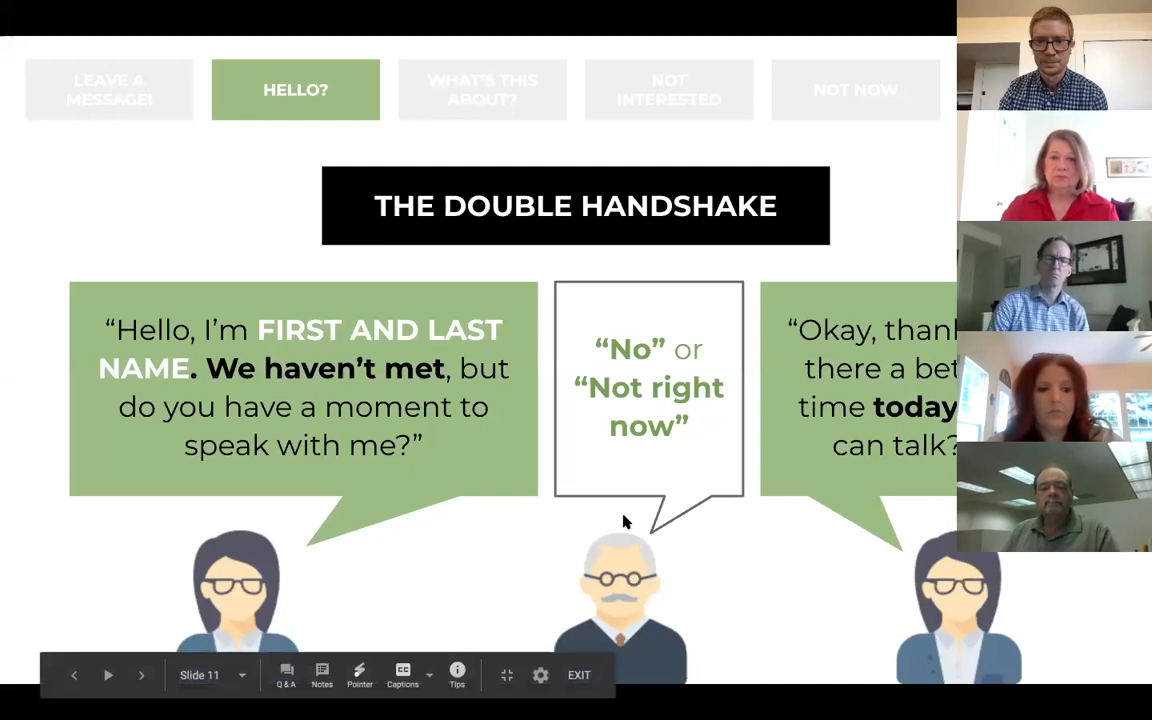 LEAVE A
MESSAGE!
HELLO?
WHAT'S THIS
ABOUT?
NOT
INTERESTED
NOT NOW
THE DOUBLE HANDSHAKE
“Hello, I’m FIRST AND LAST
NAME. We haven’t met, but
do you have a moment to
speak with me?”
“No” or
“Not right
now”
“Okay,
there a
time today
can talk?
Slide 11
Q & A
Notes
Pointer
Captions
Tips
EXIT